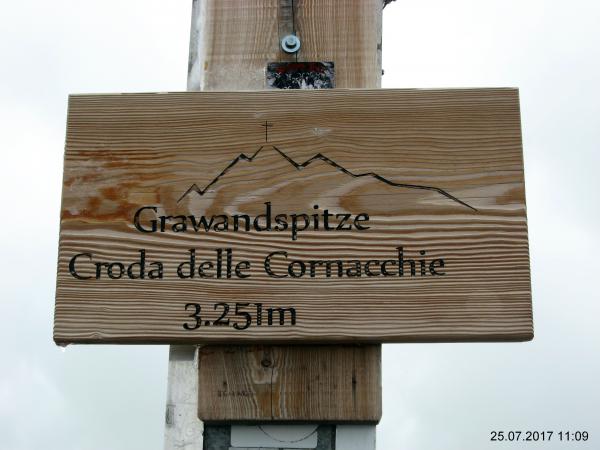 Grawandspitze
Croda delle Cornacchie
3.251m
25.07.2017 11:09